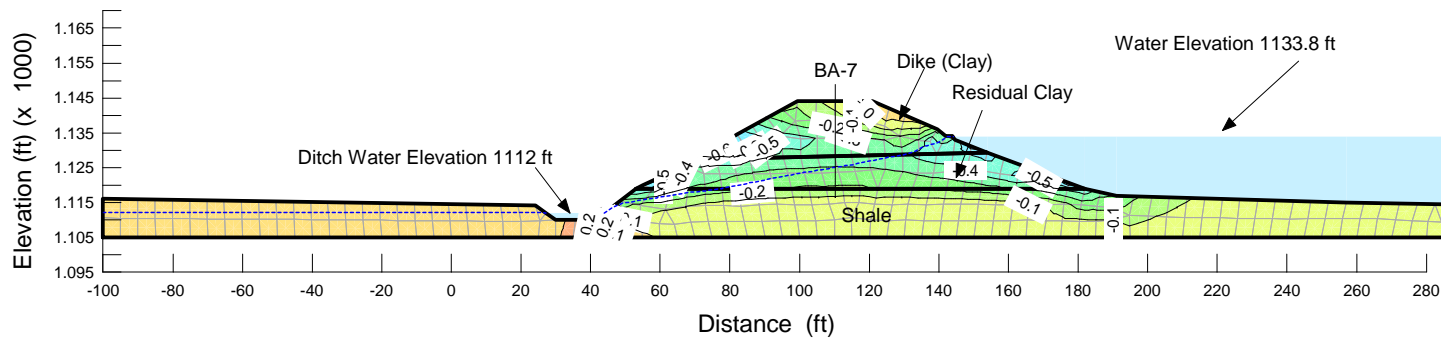 1.165
1.155
1.145
1.135
1.125
1.115
1.105
1.095
Elevation (ft) (x 1000)
Water Elevation 1133.8 ft
Dike (Clay)
BA-7
Residual Clay
Ditch Water Elevation 1112 ft
-0.2
-0.5
-0.4
-0.5
-0.2
-0.1
-0.1
Shale
0.2
0.2
-100 -80 -60 -40 -20 0 20 40 60 80 100 120 140 160 180 200 220 240 260 280
Distance (ft)